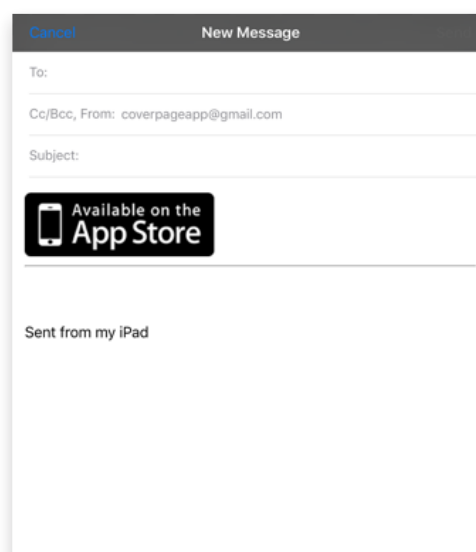 Cancel New Message
To:
Cc/Bcc, From: coverpageapp@gmail.com
Subject:
Available on the
App Store
Sent from my iPad